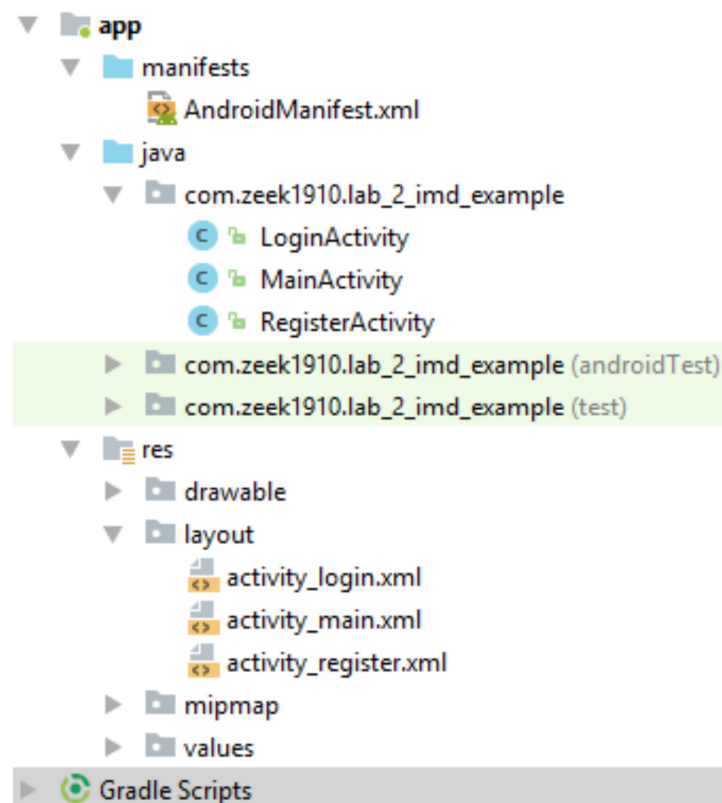 app
manifests
AndroidManifest.xml
java
com.zeek1910.lab_2_imd_example
C LoginActivity
C MainActivity
C RegisterActivity
com.zeek1910.lab_2_imd_example (androidTest)
com.zeek1910.lab_2_imd_example (test)
res
drawable
layout
activity_login.xml
activity_main.xml
activity_register.xml
mipmap
values
Gradle Scripts